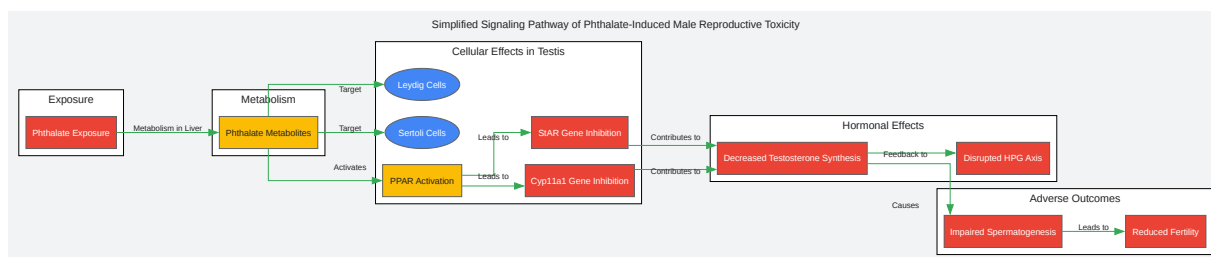 Simplified Signaling Pathway of Phthalate-Induced Male Reproductive Toxicity
Exposure
Phthalate Exposure
Metabolism in Liver
Metabolism
Phthalate Metabolites
Target
Target
Activates
Cellular Effects in Testis
Leydig Cells
Sertoli Cells
PPAR Activation
Leads to
Leads to
StAR Gene Inhibition
Cyp11a1 Gene Inhibition
Contributes to
Contributes to
Hormonal Effects
Decreased Testosterone Synthesis
Feedback to
Disrupted HPG Axis
Causes
Adverse Outcomes
Impaired Spermatogenesis
Leads to
Reduced Fertility